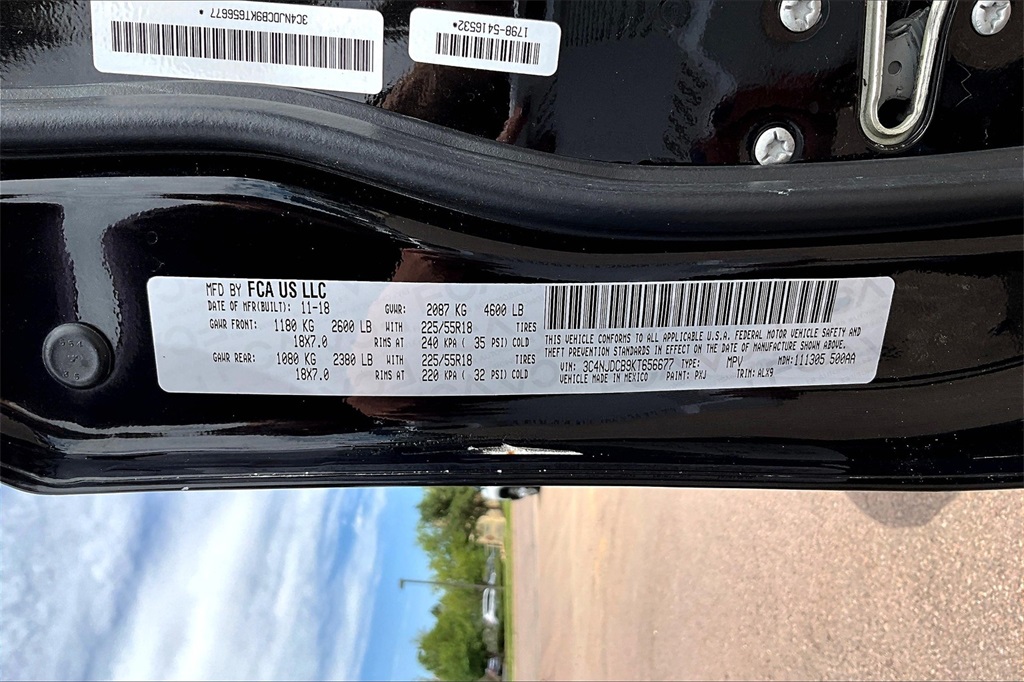 3C4NJDCB9KT656677*
1798-5416532*
MFD BY FCA US LLC
DATE OF MFR(BUILT): 11-18 GVWR: 2087 KG 4600 LB
GAWR FRONT: 1180 KG 2600 LB WITH 225/55R18 TIRES
18X7.0 RIMS AT 240 KPA ( 35 PSI) COLD
GAWR REAR: 1080 KG 2380 LB WITH 225/55R18 TIRES
18X7.0 RIMS AT 220 KPA ( 32 PSI) COLD
THIS VEHICLE CONFORMS TO ALL APPLICABLE U.S.A. FEDERAL MOTOR VEHICLE SAFETY AND
THEFT PREVENTION STANDARDS IN EFFECT ON THE DATE OF MANUFACTURE SHOWN ABOVE.
VIN: 3C4NJDCB9KT656677 TYPE: MPV MDH: 111305 500AA
VEHICLE MADE IN MEXICO PAINT: PXJ TRIM: ALX9